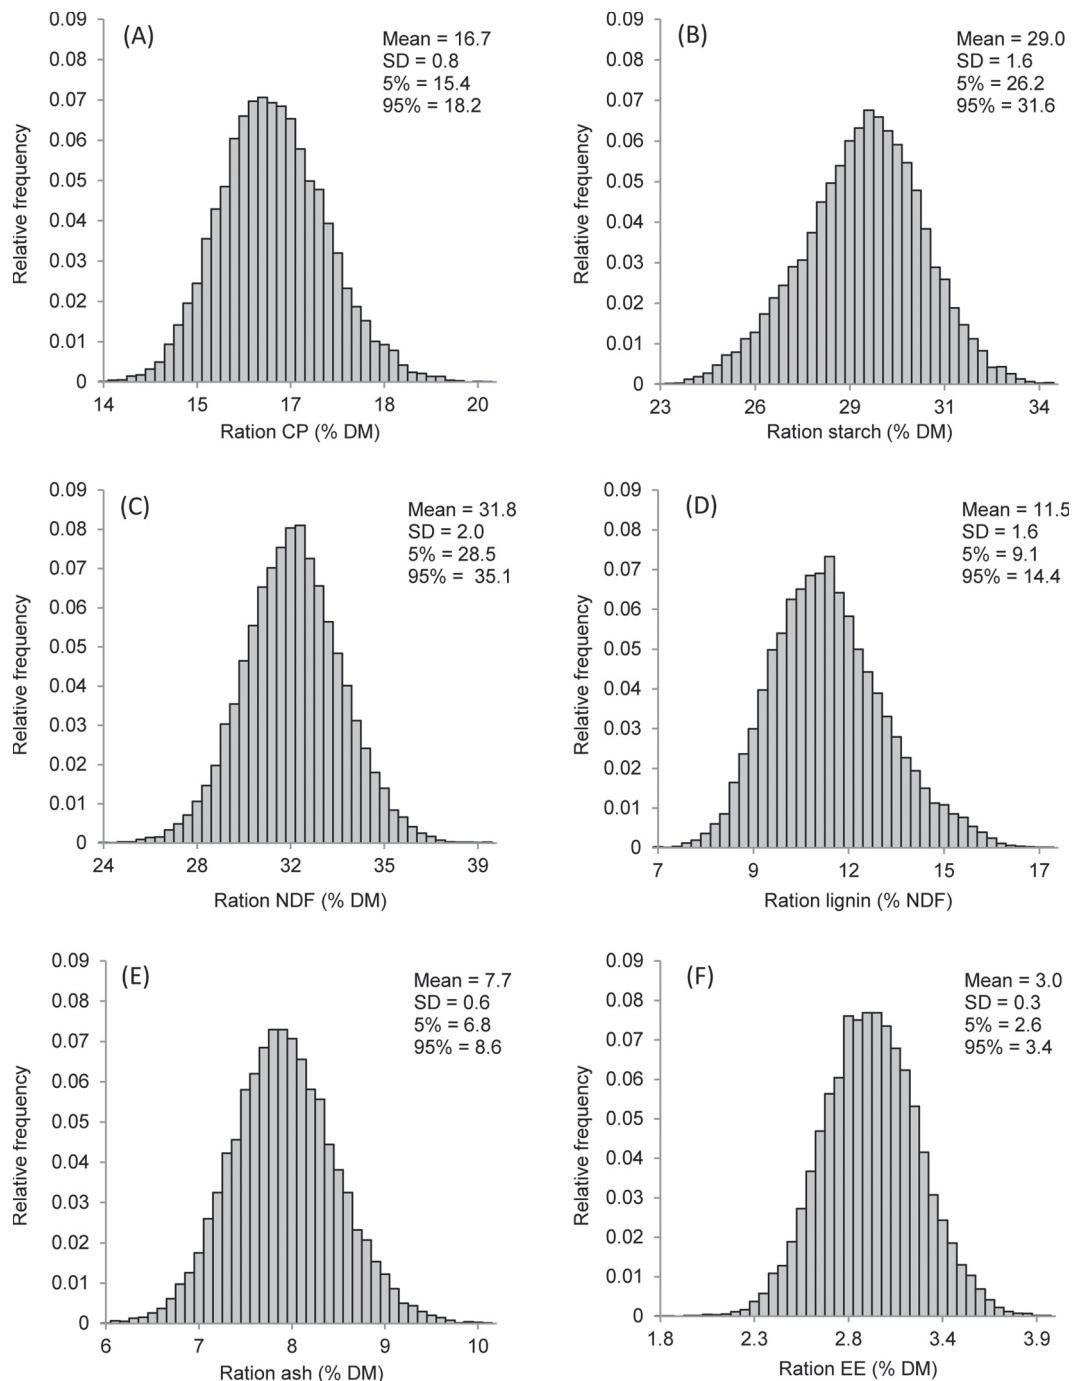 (A)
Mean = 16.7
SD = 0.8
5% = 15.4
95% = 18.2
Relative frequency
0.09
0.08
0.07
0.06
0.05
0.04
0.03
0.02
0.01
0
14 15 17 18 20
Ration CP (% DM)
(B)
Mean = 29.0
SD = 1.6
5% = 26.2
95% = 31.6
Relative frequency
0.09
0.08
0.07
0.06
0.05
0.04
0.03
0.02
0.01
0
23 26 29 31 34
Ration starch (% DM)
(C)
Mean = 31.8
SD = 2.0
5% = 28.5
95% = 35.1
Relative frequency
0.09
0.08
0.07
0.06
0.05
0.04
0.03
0.02
0.01
0
24 28 32 35 39
Ration NDF (% DM)
(D)
Mean = 11.5
SD = 1.6
5% = 9.1
95% = 14.4
Relative frequency
0.09
0.08
0.07
0.06
0.05
0.04
0.03
0.02
0.01
0
7 9 12 15 17
Ration lignin (% NDF)
(E)
Mean = 7.7
SD = 0.6
5% = 6.8
95% = 8.6
Relative frequency
0.09
0.08
0.07
0.06
0.05
0.04
0.03
0.02
0.01
0
6 7 8 9 10
Ration ash (% DM)
(F)
Mean = 3.0
SD = 0.3
5% = 2.6
95% = 3.4
Relative frequency
0.09
0.08
0.07
0.06
0.05
0.04
0.03
0.02
0.01
0
1.8 2.3 2.8 3.4 3.9
Ration EE (% DM)